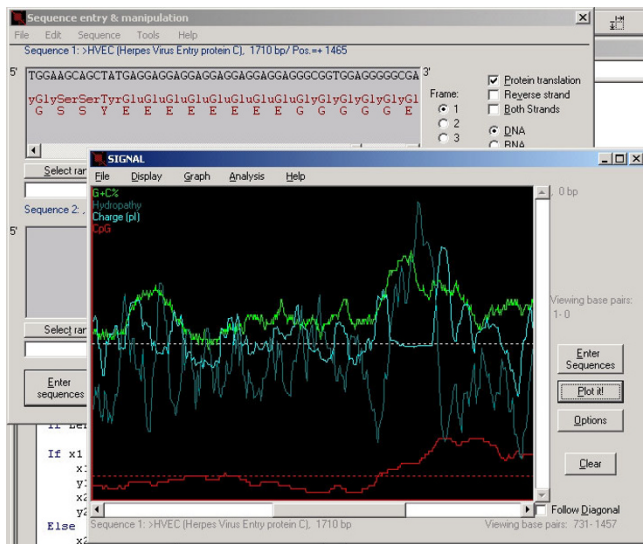 Sequence entry & manipulation
File Edit Sequence Tools Help
Sequence 1: >HVEC (Herpes Virus Entry protein C), 1710 bp/ Pos.=+ 1465
5' TGGAAGCAGCTATGAGGAGGAGGAGGAGGAGGAGGAGGGCGGTGGAGGGGGCGA 3'
yGlySerSerTyrGluGluGluGluGluGluGluGluGlyGlyGlyGlyGlyGl
G S S Y E E E E E E E E G G G G G E
Frame:
1
2
3
Protein translation
Reverse strand
Both Strands
DNA
RNA
Select ran
Sequence 2: ,
5'
Select ran
Enter sequences
SIGNAL
File Display Graph Analysis Help
G+C%
Hydropathy
Charge (pI)
CpG
, 0 bp
Viewing base pairs:
1- 0
Enter
Sequences
Plot it!
Options
Clear
Follow Diagonal
Sequence 1: >HVEC (Herpes Virus Entry protein C), 1710 bp
Viewing base pairs: 731- 1457
If x1
x1
y1
x2
y2
Else
x2